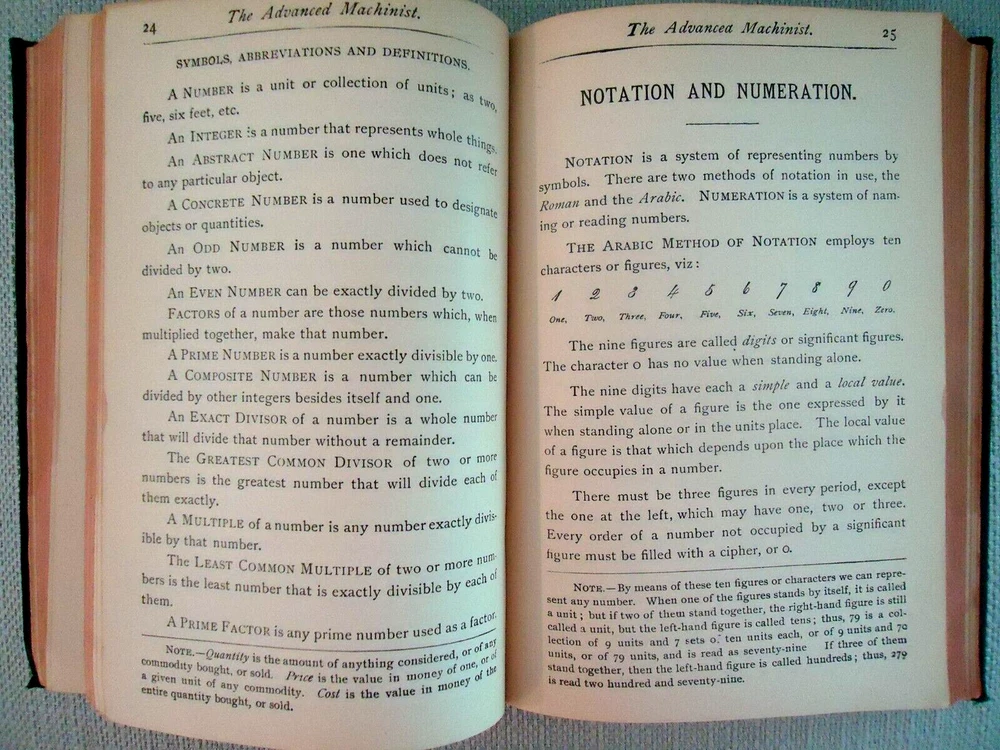 24
The Advanced Machinist.
SYMBOLS, ABBREVIATIONS AND DEFINITIONS.
A NUMBER is a unit or collection of units; as two,
five, six feet, etc.
An INTEGER is a number that represents whole things.
An ABSTRACT NUMBER is one which does not refer
to any particular object.
A CONCRETE NUMBER is a number used to designate
objects or quantities.
An ODD NUMBER is a number which cannot be
divided by two.
An EVEN NUMBER can be exactly divided by two.
FACTORS of a number are those numbers which, when
multiplied together, make that number.
A PRIME NUMBER is a number exactly divisible by one.
A COMPOSITE NUMBER is a number which can be
divided by other integers besides itself and one.
An EXACT DIVISOR of a number is a whole number
that will divide that number without a remainder.
The GREATEST COMMON DIVISOR of two or more
numbers is the greatest number that will divide each of
them exactly.
A MULTIPLE of a number is any number exactly divis-
ible by that number.
The LEAST COMMON MULTIPLE of two or more num-
bers is the least number that is exactly divisible by each of
them.
A PRIME FACTOR is any prime number used as a factor.
NOTE.—Quantity is the amount of anything considered, or of any
commodity bought, or sold. Price is the value in money of one, or of
a given unit of any commodity. Cost is the value in money of the
entire quantity bought, or sold.
The Advanced Machinist.
25
NOTATION AND NUMERATION.
NOTATION is a system of representing numbers by
symbols. There are two methods of notation in use, the
Roman and the Arabic. NUMERATION is a system of nam-
ing or reading numbers.
THE ARABIC METHOD OF NOTATION employs ten
characters or figures, viz:
1 2 3 4 5 6 7 8 9 0
One, Two, Three, Four, Five, Six, Seven, Eight, Nine, Zero.
The nine figures are called digits or significant figures.
The character 0 has no value when standing alone.
The nine digits have each a simple and a local value.
The simple value of a figure is the one expressed by it
when standing alone or in the units place. The local value
of a figure is that which depends upon the place which the
figure occupies in a number.
There must be three figures in every period, except
the one at the left, which may have one, two or three.
Every order of a number not occupied by a significant
figure must be filled with a cipher, or 0.
NOTE.—By means of these ten figures or characters we can repre-
sent any number. When one of the figures stands by itself, it is called
a unit; but if two of them stand together, the right-hand figure is still
called a unit, but the left-hand figure is called tens; thus, 79 is a col-
lection of 9 units and 7 sets of ten units each, or of 9 units and 70
units, or of 79 units, and is read as seventy-nine If three of them
stand together, then the left-hand figure is called hundreds; thus, 279
is read two hundred and seventy-nine.